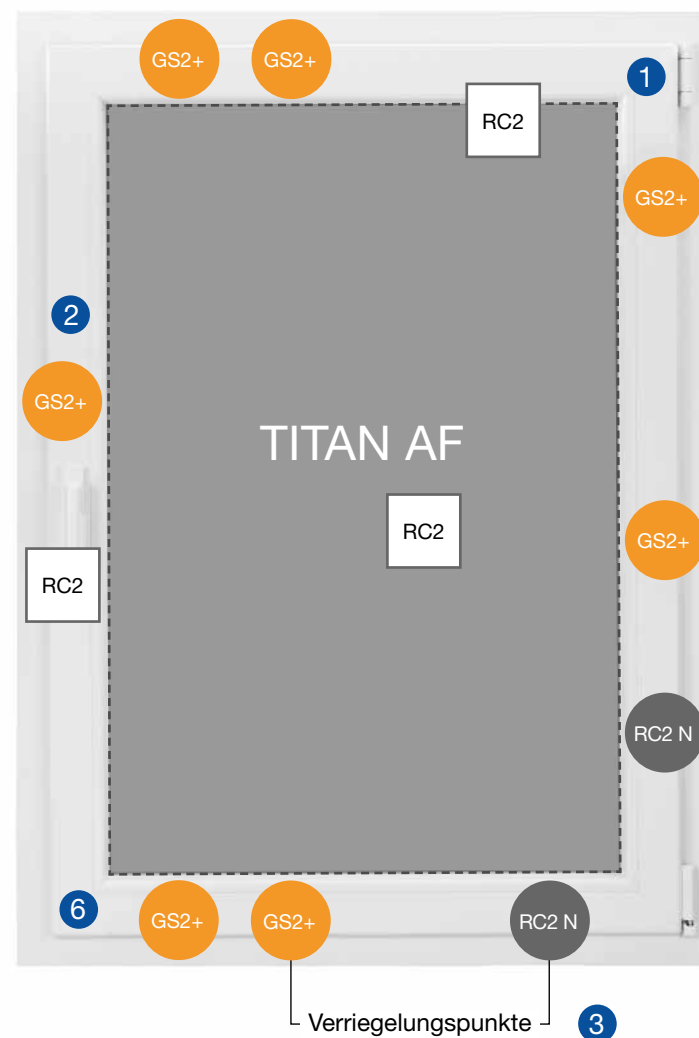 GS2+ GS2+
1
RC2
GS2+
2
GS2+
TITAN AF
RC2
GS2+
RC2
RC2 N
6
GS2+ GS2+ RC2 N
Verriegelungspunkte 3